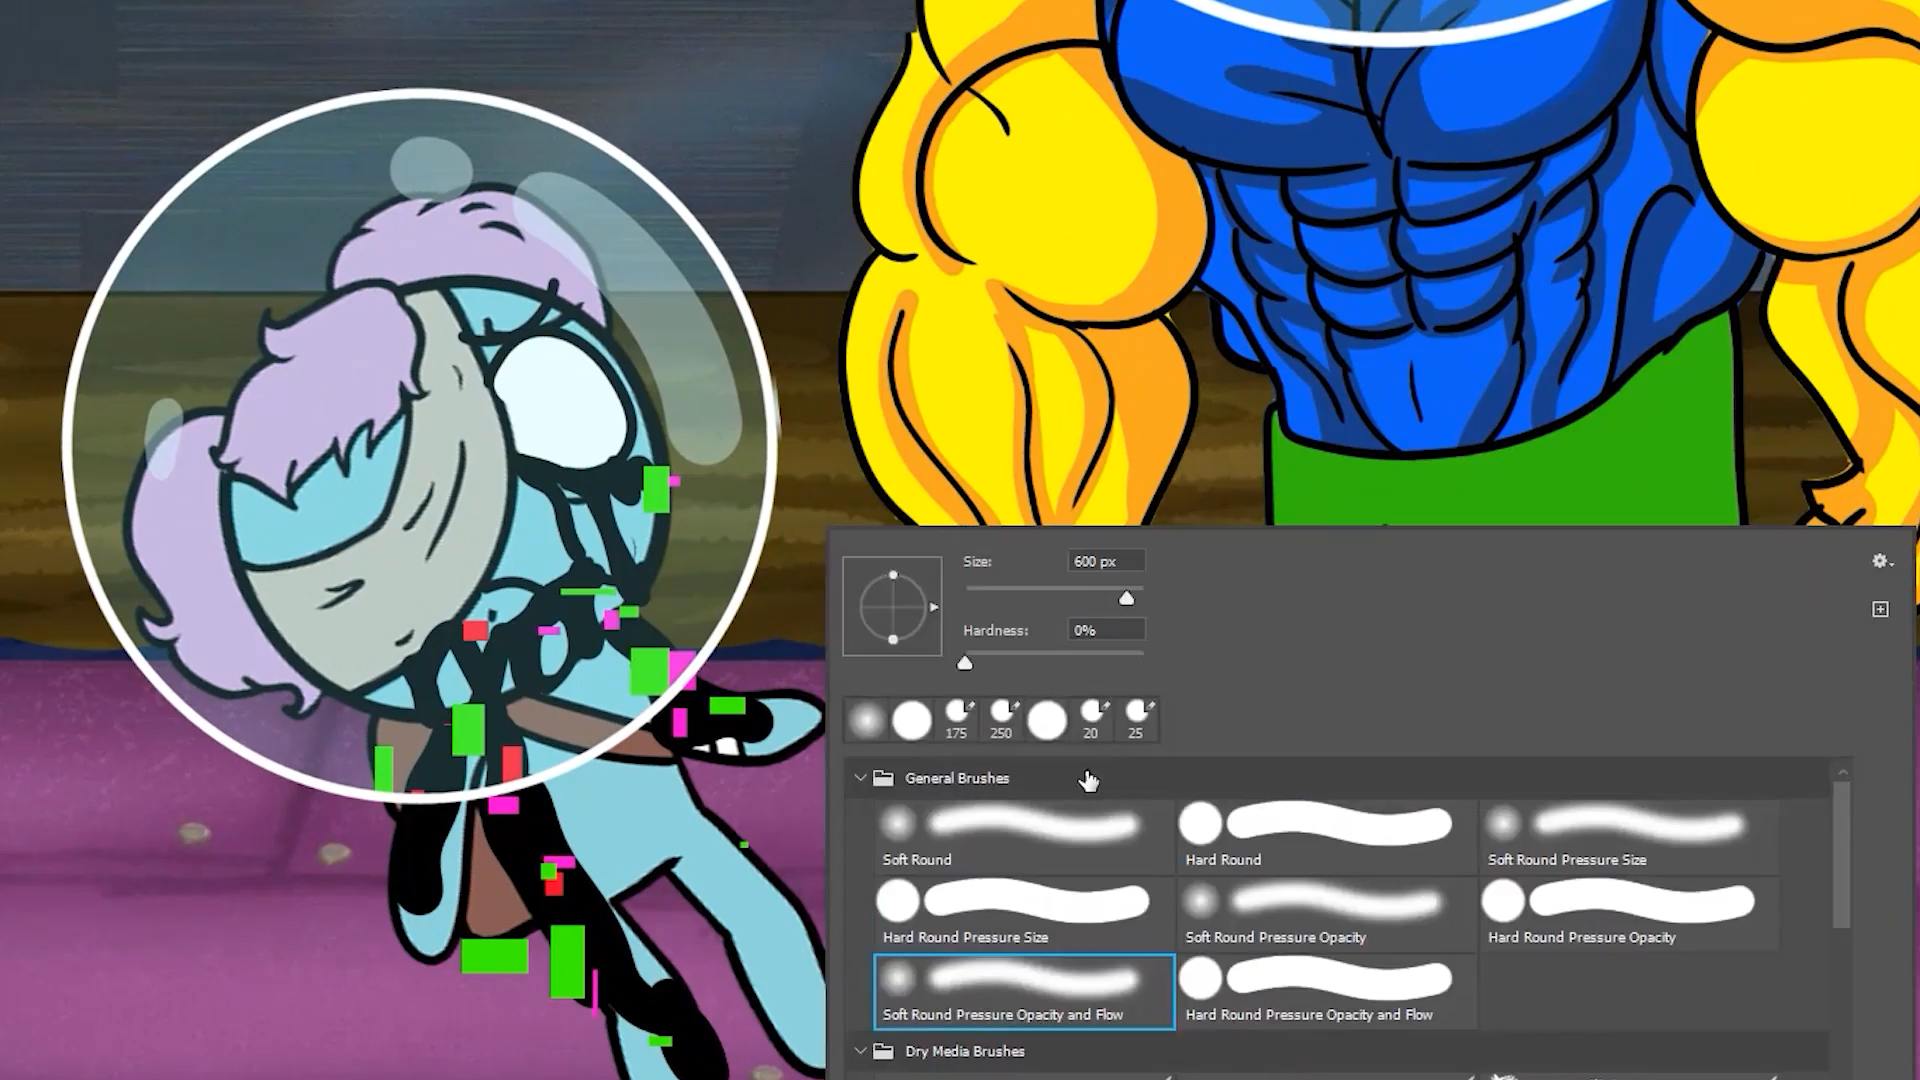 Size: 600 px
Hardness: 0%
175 250 20 25
General Brushes
Soft Round Hard Round Soft Round Pressure Size
Hard Round Pressure Size Soft Round Pressure Opacity Hard Round Pressure Opacity
Soft Round Pressure Opacity and Flow Hard Round Pressure Opacity and Flow
Dry Media Brushes